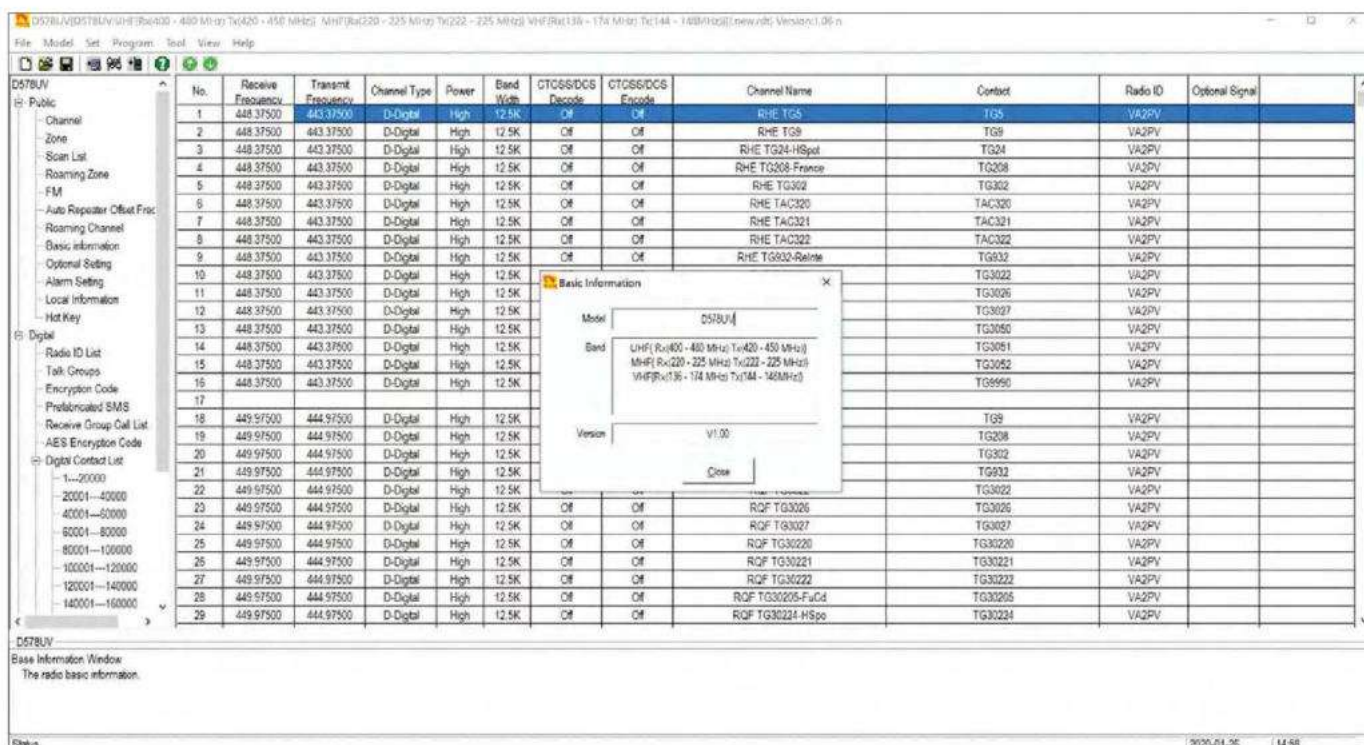 D578UV[D578UV:UHF{Rx(400 - 480 MHz) Tx(420 - 450 MHz)} MHF{Rx(220 - 225 MHz) Tx(222 - 225 MHz)} VHF{Rx(136 - 174 MHz) Tx(144 - 148MHz)}](new.rdt) Version:1.06 n
File Model Set Program Tool View Help
D578UV
Public
Channel
Zone
Scan List
Roaming Zone
FM
Auto Repeater Offset Frec
Roaming Channel
Basic information
Optional Setting
Alarm Setting
Local Information
Hot Key
Digital
Radio ID List
Talk Groups
Encryption Code
Prefabricated SMS
Receive Group Call List
AES Encryption Code
Digital Contact List
1---20000
20001---40000
40001---60000
60001---80000
80001---100000
100001---120000
120001---140000
140001---160000
No. Receive Frequency Transmit Frequency Channel Type Power Band Width CTCSS/DCS Decode CTCSS/DCS Encode Channel Name Contact Radio ID Optional Signal
1 448.37500 443.37500 D-Digital High 12.5K Off Off RHE TG5 TG5 VA2PV
2 448.37500 443.37500 D-Digital High 12.5K Off Off RHE TG9 TG9 VA2PV
3 448.37500 443.37500 D-Digital High 12.5K Off Off RHE TG24-HSpot TG24 VA2PV
4 448.37500 443.37500 D-Digital High 12.5K Off Off RHE TG208-France TG208 VA2PV
5 448.37500 443.37500 D-Digital High 12.5K Off Off RHE TG302 TG302 VA2PV
6 448.37500 443.37500 D-Digital High 12.5K Off Off RHE TAC320 TAC320 VA2PV
7 448.37500 443.37500 D-Digital High 12.5K Off Off RHE TAC321 TAC321 VA2PV
8 448.37500 443.37500 D-Digital High 12.5K Off Off RHE TAC322 TAC322 VA2PV
9 448.37500 443.37500 D-Digital High 12.5K Off Off RHE TG932-ReInte TG932 VA2PV
10 448.37500 443.37500 D-Digital High 12.5K TG3022 VA2PV
11 448.37500 443.37500 D-Digital High 12.5K TG3026 VA2PV
12 448.37500 443.37500 D-Digital High 12.5K TG3027 VA2PV
13 448.37500 443.37500 D-Digital High 12.5K TG3050 VA2PV
14 448.37500 443.37500 D-Digital High 12.5K TG3051 VA2PV
15 448.37500 443.37500 D-Digital High 12.5K TG3052 VA2PV
16 448.37500 443.37500 D-Digital High 12.5K TG9990 VA2PV
17
18 449.97500 444.97500 D-Digital High 12.5K TG9 VA2PV
19 449.97500 444.97500 D-Digital High 12.5K TG208 VA2PV
20 449.97500 444.97500 D-Digital High 12.5K TG302 VA2PV
21 449.97500 444.97500 D-Digital High 12.5K TG932 VA2PV
22 449.97500 444.97500 D-Digital High 12.5K TG3022 VA2PV
23 449.97500 444.97500 D-Digital High 12.5K Off Off RQF TG3026 TG3026 VA2PV
24 449.97500 444.97500 D-Digital High 12.5K Off Off RQF TG3027 TG3027 VA2PV
25 449.97500 444.97500 D-Digital High 12.5K Off Off RQF TG30220 TG30220 VA2PV
26 449.97500 444.97500 D-Digital High 12.5K Off Off RQF TG30221 TG30221 VA2PV
27 449.97500 444.97500 D-Digital High 12.5K Off Off RQF TG30222 TG30222 VA2PV
28 449.97500 444.97500 D-Digital High 12.5K Off Off RQF TG30205-FuCd TG30205 VA2PV
29 449.97500 444.97500 D-Digital High 12.5K Off Off RQF TG30224-HSpo TG30224 VA2PV
Basic Information
Model D578UV
Band UHF{ Rx(400 - 480 MHz) Tx(420 - 450 MHz)}
MHF{ Rx(220 - 225 MHz) Tx(222 - 225 MHz)}
VHF{Rx(136 - 174 MHz) Tx(144 - 148MHz)}
Version V1.00
Close
D578UV
Base Information Window
The radio basic information.
Status 2020-01-26 14:58